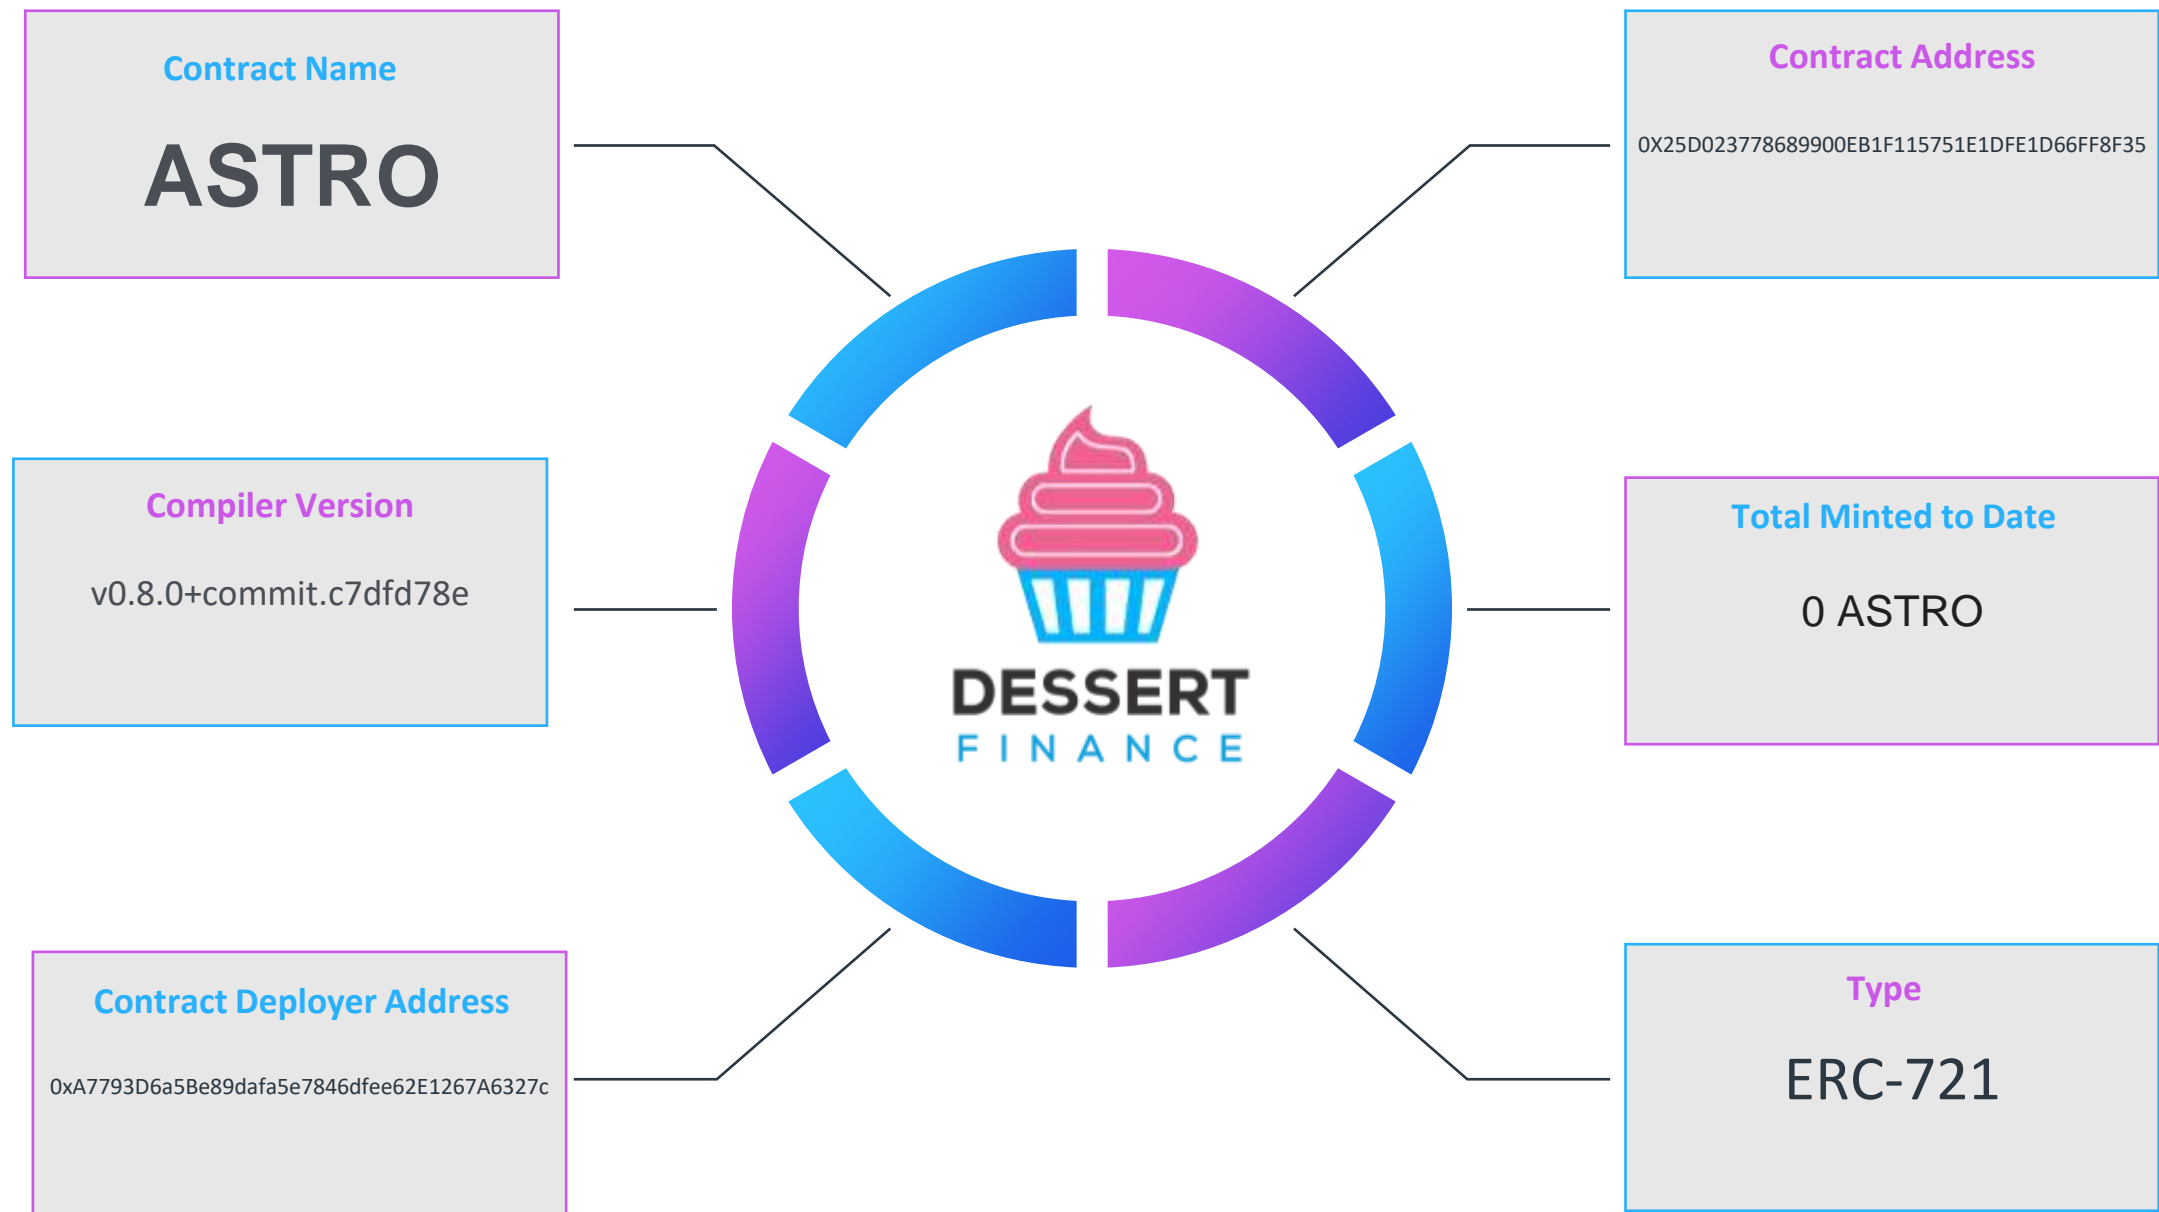 Contract Name
ASTRO
Contract Address
0X25D023778689900EB1F115751E1DFE1D66FF8F35
Compiler Version
v0.8.0+commit.c7dfd78e
Total Minted to Date
0 ASTRO
DESSERT
FINANCE
Contract Deployer Address
0xA7793D6a5Be89dafa5e7846dfee62E1267A6327c
Type
ERC-721